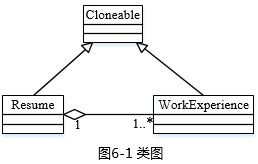 Cloneable
Resume
WorkExperience
1
1..*
图6-1 类图